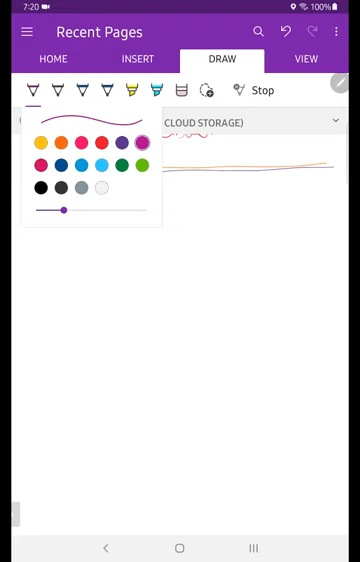 7:20
100%
Recent Pages
HOME INSERT DRAW VIEW
Stop
CLOUD STORAGE)